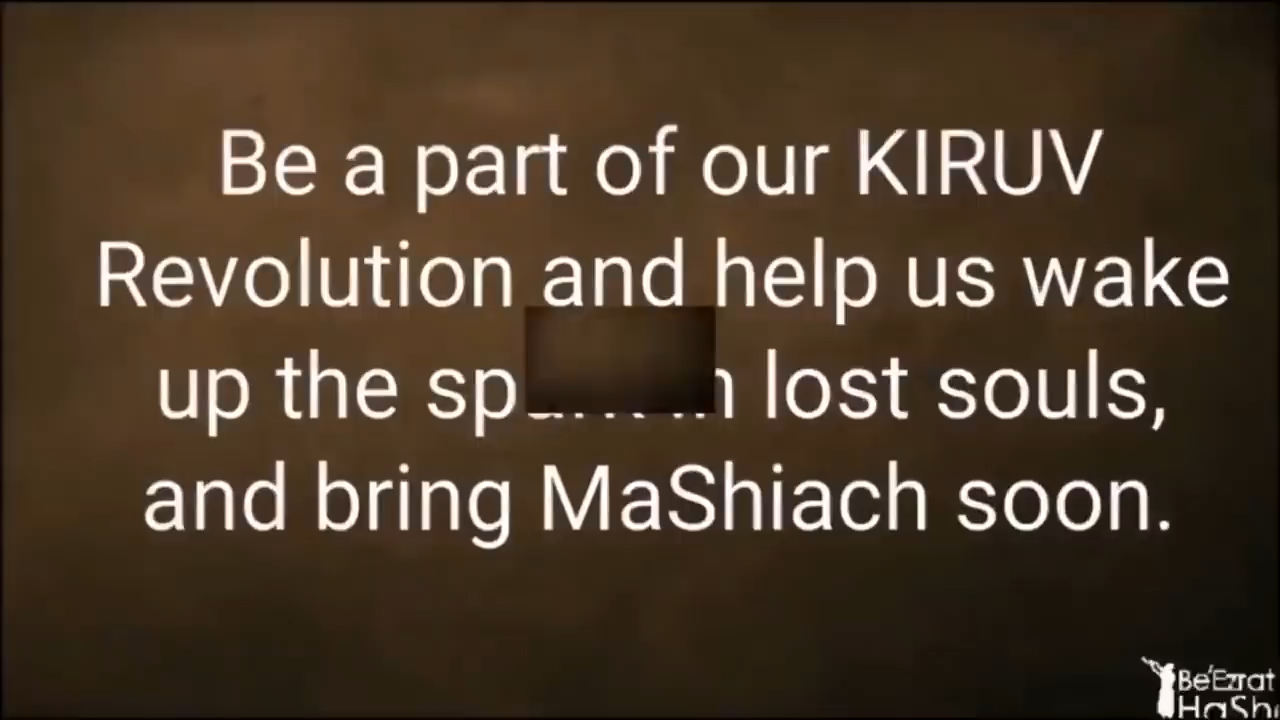 Be a part of our KIRUV
Revolution and help us wake
up the lost souls,
and bring MaShiach soon.
Be'Ezrat